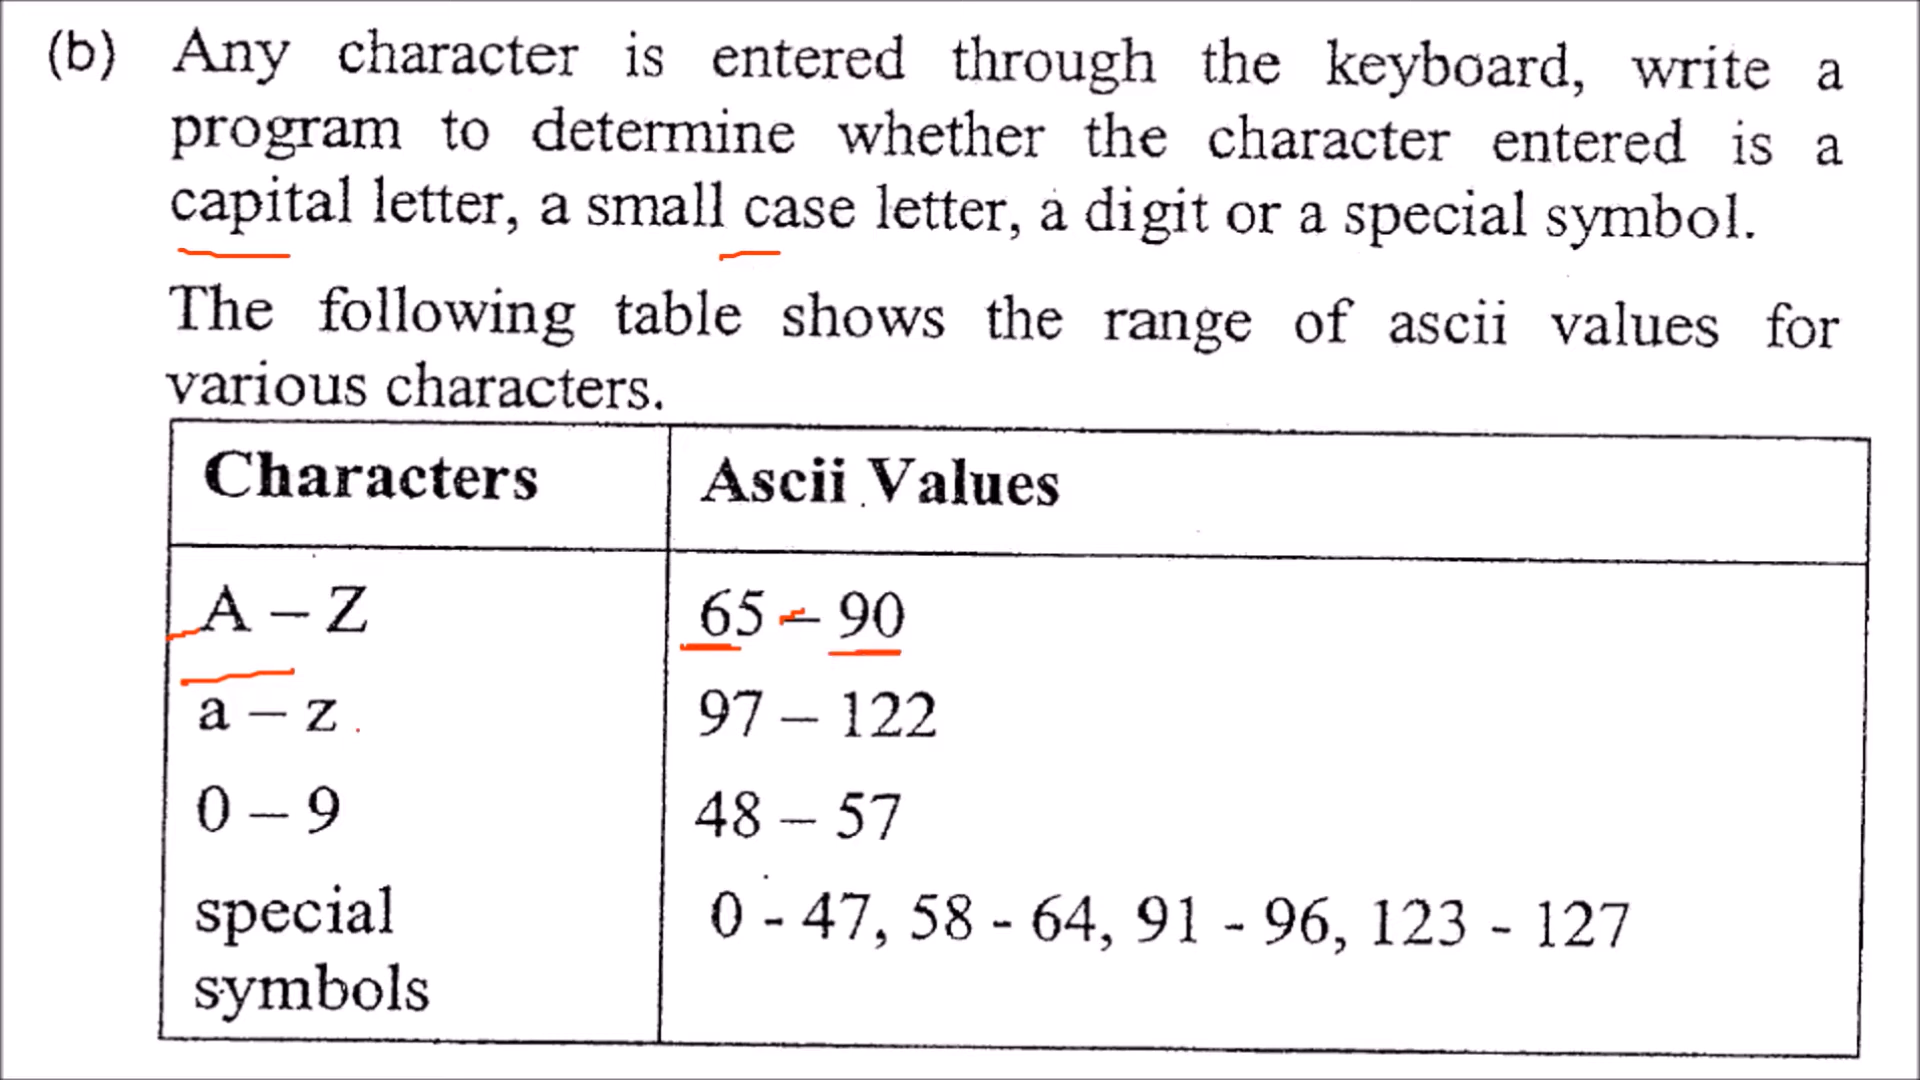 (b) Any character is entered through the keyboard, write a
program to determine whether the character entered is a
capital letter, a small case letter, a digit or a special symbol.
The following table shows the range of ascii values for
various characters.
Characters Ascii Values
A – Z 65 – 90
a – z 97 – 122
0 – 9 48 – 57
special 0 - 47, 58 - 64, 91 - 96, 123 - 127
symbols